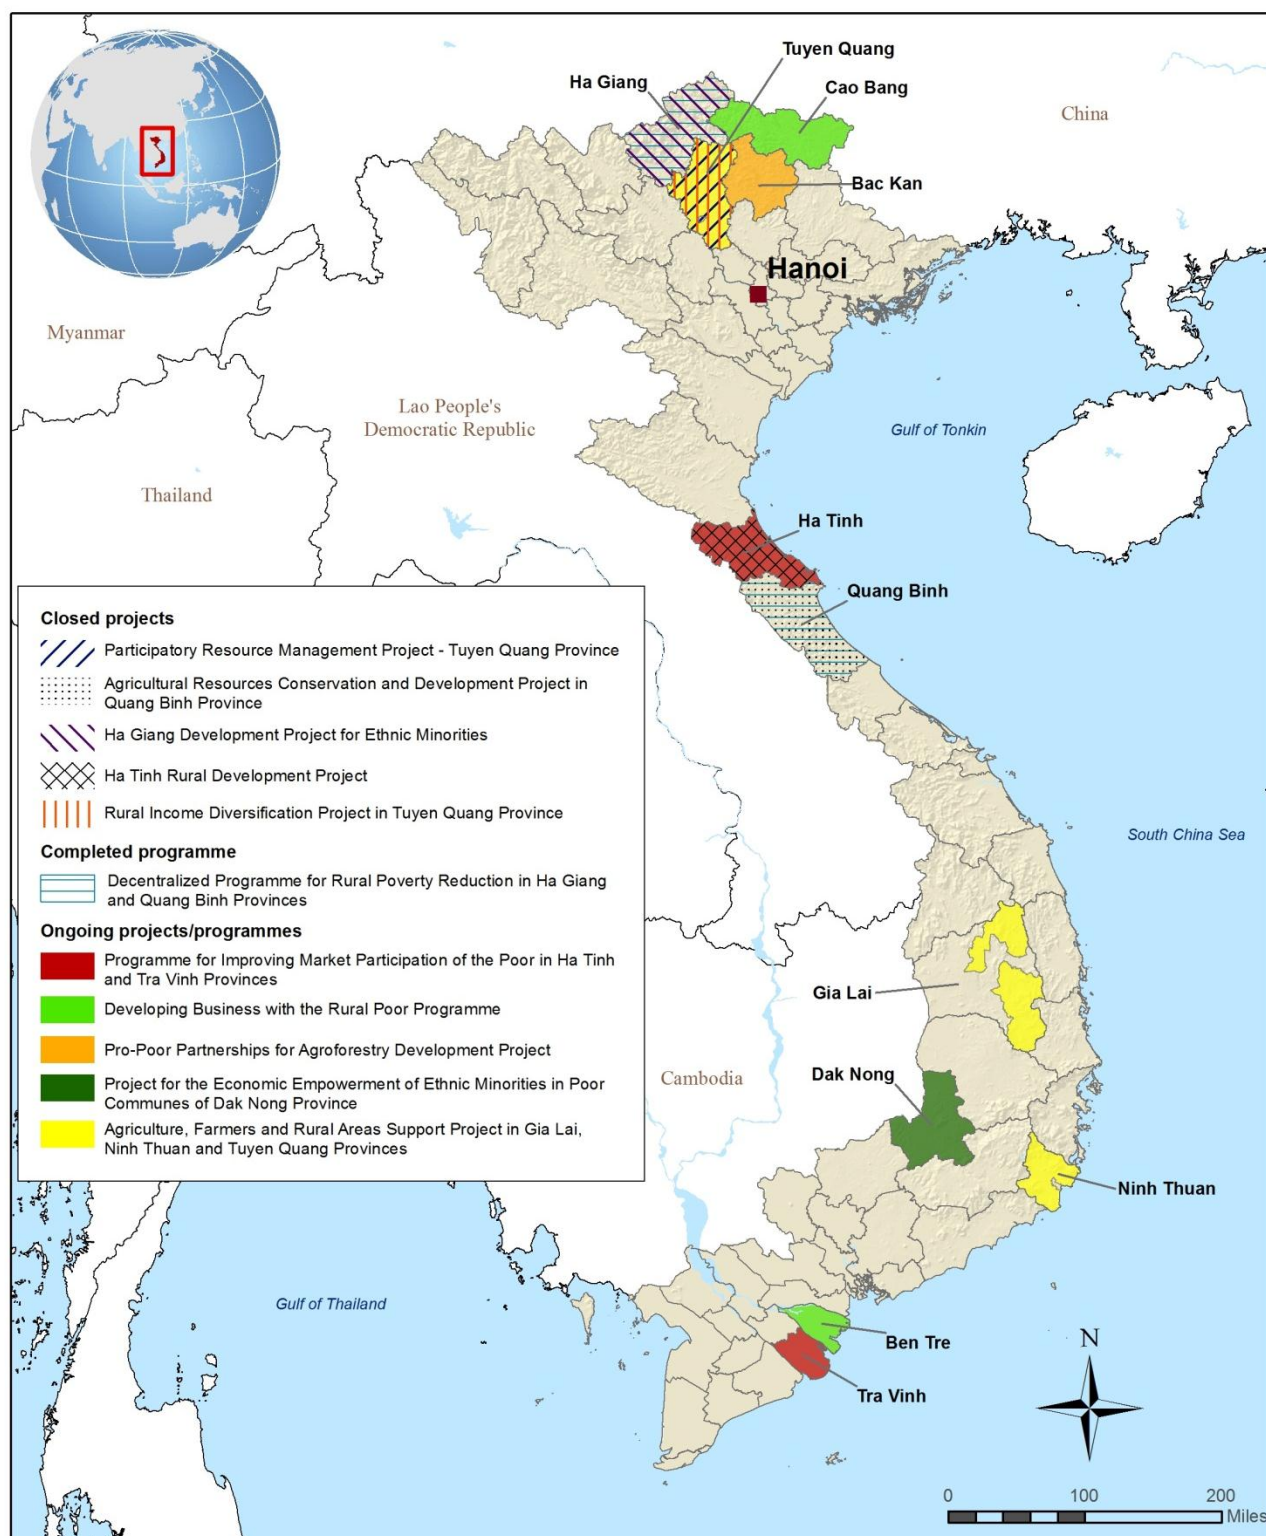 Tuyen Quang
Ha Giang
Cao Bang
China
Bac Kan
Hanoi
Myanmar
Lao People's
Democratic Republic
Gulf of Tonkin
Thailand
Ha Tinh
Quang Binh
Closed projects
Participatory Resource Management Project - Tuyen Quang Province
Agricultural Resources Conservation and Development Project in
Quang Binh Province
Ha Giang Development Project for Ethnic Minorities
Ha Tinh Rural Development Project
Rural Income Diversification Project in Tuyen Quang Province
Completed programme
Decentralized Programme for Rural Poverty Reduction in Ha Giang
and Quang Binh Provinces
Ongoing projects/programmes
Programme for Improving Market Participation of the Poor in Ha Tinh
and Tra Vinh Provinces
Developing Business with the Rural Poor Programme
Pro-Poor Partnerships for Agroforestry Development Project
Project for the Economic Empowerment of Ethnic Minorities in Poor
Communes of Dak Nong Province
Agriculture, Farmers and Rural Areas Support Project in Gia Lai,
Ninh Thuan and Tuyen Quang Provinces
South China Sea
Gia Lai
Cambodia
Dak Nong
Ninh Thuan
Gulf of Thailand
Ben Tre
Tra Vinh
N
0 100 200
Miles